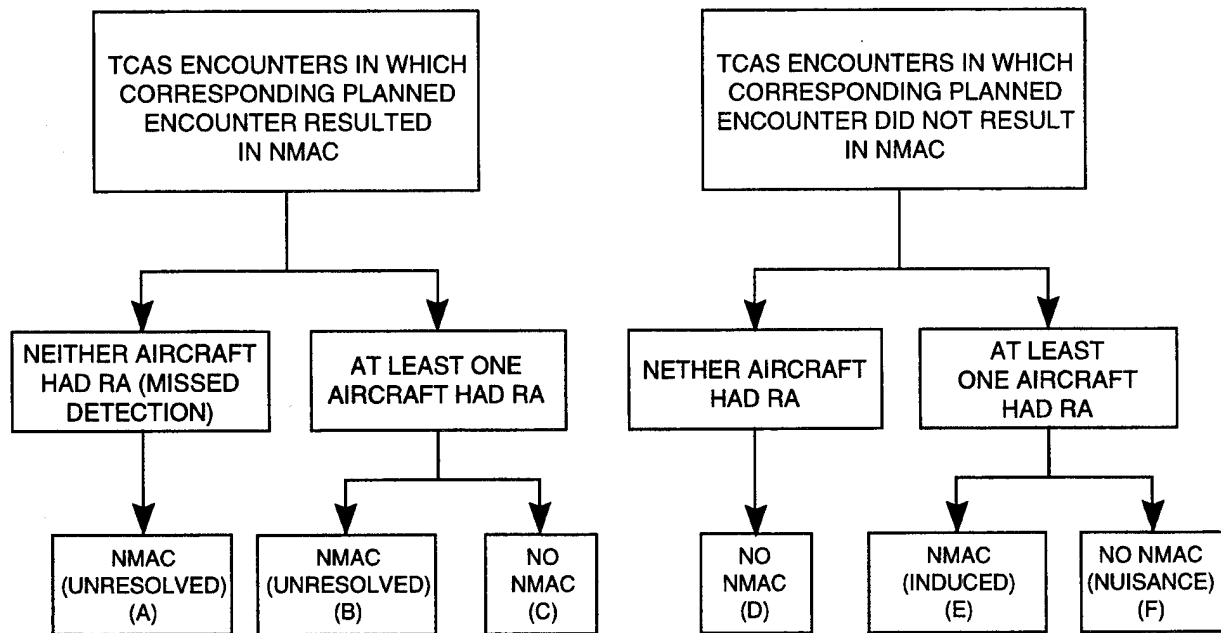 TCAS ENCOUNTERS IN WHICH
CORRESPONDING PLANNED
ENCOUNTER RESULTED
IN NMAC
TCAS ENCOUNTERS IN WHICH
CORRESPONDING PLANNED
ENCOUNTER DID NOT RESULT
IN NMAC
NEITHER AIRCRAFT
HAD RA (MISSED
DETECTION)
AT LEAST ONE
AIRCRAFT HAD RA
NETHER AIRCRAFT
HAD RA
AT LEAST
ONE AIRCRAFT
HAD RA
NMAC
(UNRESOLVED)
(A)
NMAC
(UNRESOLVED)
(B)
NO
NMAC
(C)
NO
NMAC
(D)
NMAC
(INDUCED)
(E)
NO NMAC
(NUISANCE)
(F)